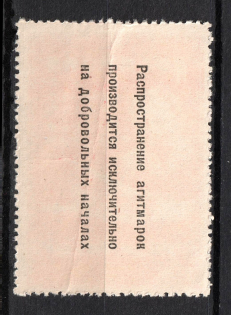 Распространение агитмарок
производится исключительно
на добровольных началах